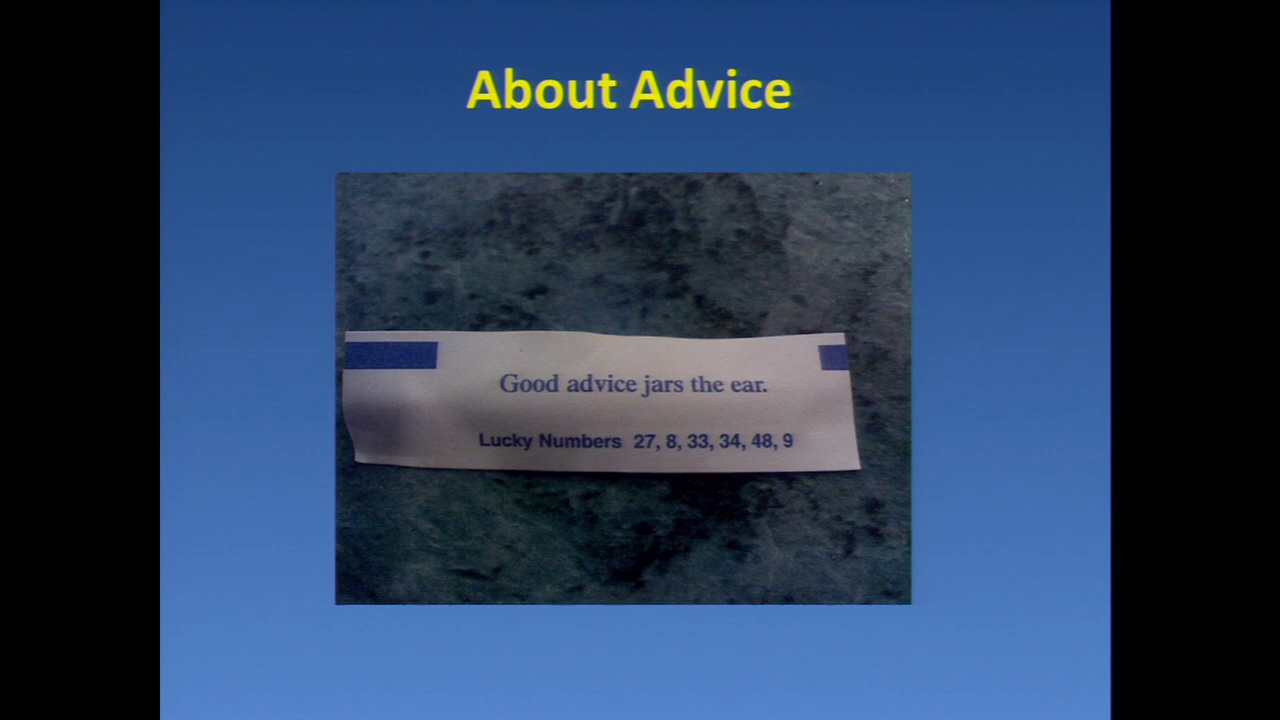 About Advice
Good advice jars the ear.
Lucky Numbers 27, 8, 33, 34, 48, 9